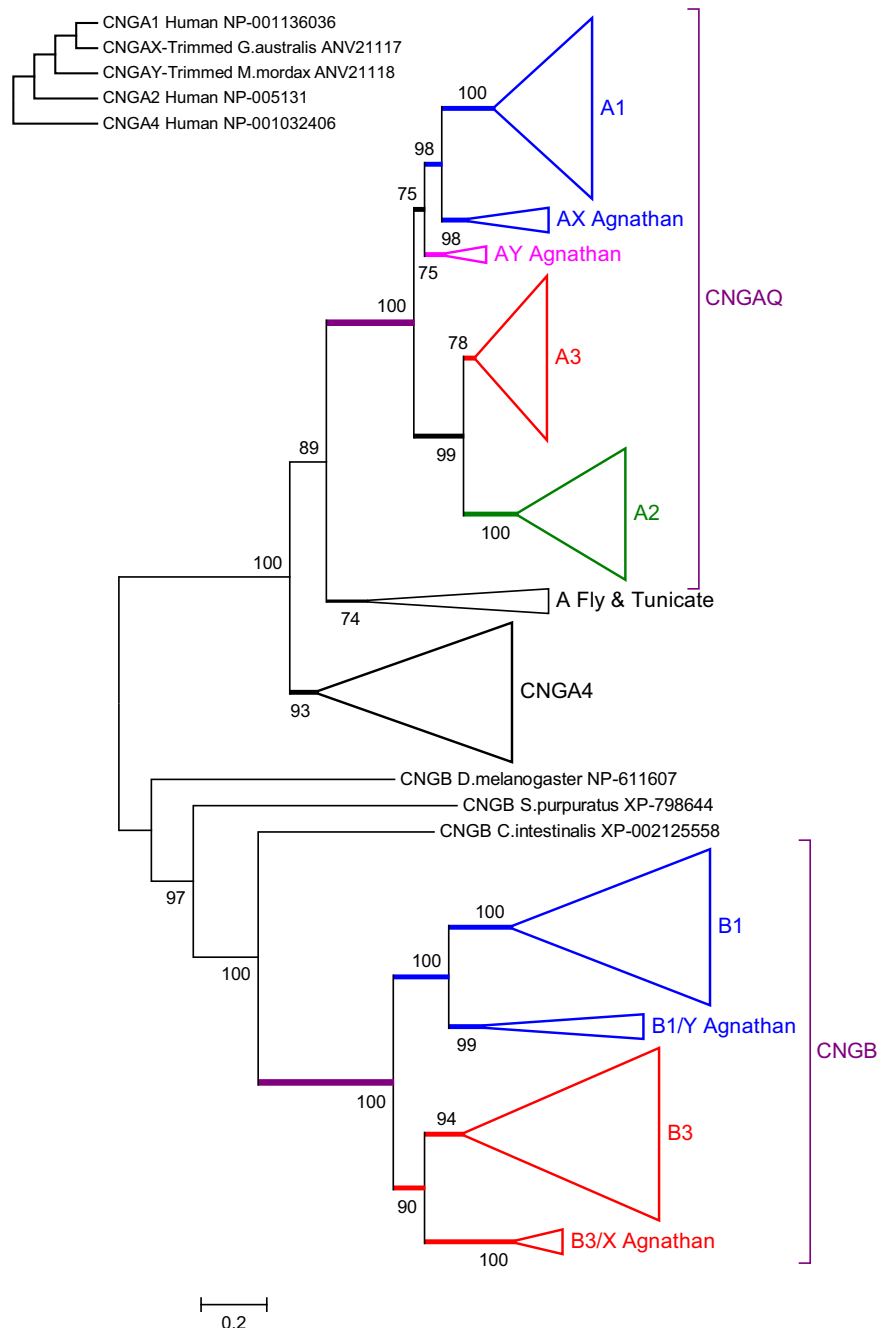 CNGA1 Human NP-001136036
CNGAX-Trimmed G.australis ANV21117
CNGAY-Trimmed M.mordax ANV21118
CNGA2 Human NP-005131
CNGA4 Human NP-001032406
100
A1
98
75
AX Agnathan
98
AY Agnathan
75
CNGAQ
100
78
A3
89
99
A2
100
100
A Fly & Tunicate
74
CNGA4
93
CNGB D.melanogaster NP-611607
CNGB S.purpuratus XP-798644
CNGB C.intestinalis XP-002125558
97
100
B1
100
100
B1/Y Agnathan
99
CNGB
100
94
B3
90
B3/X Agnathan
100
0.2